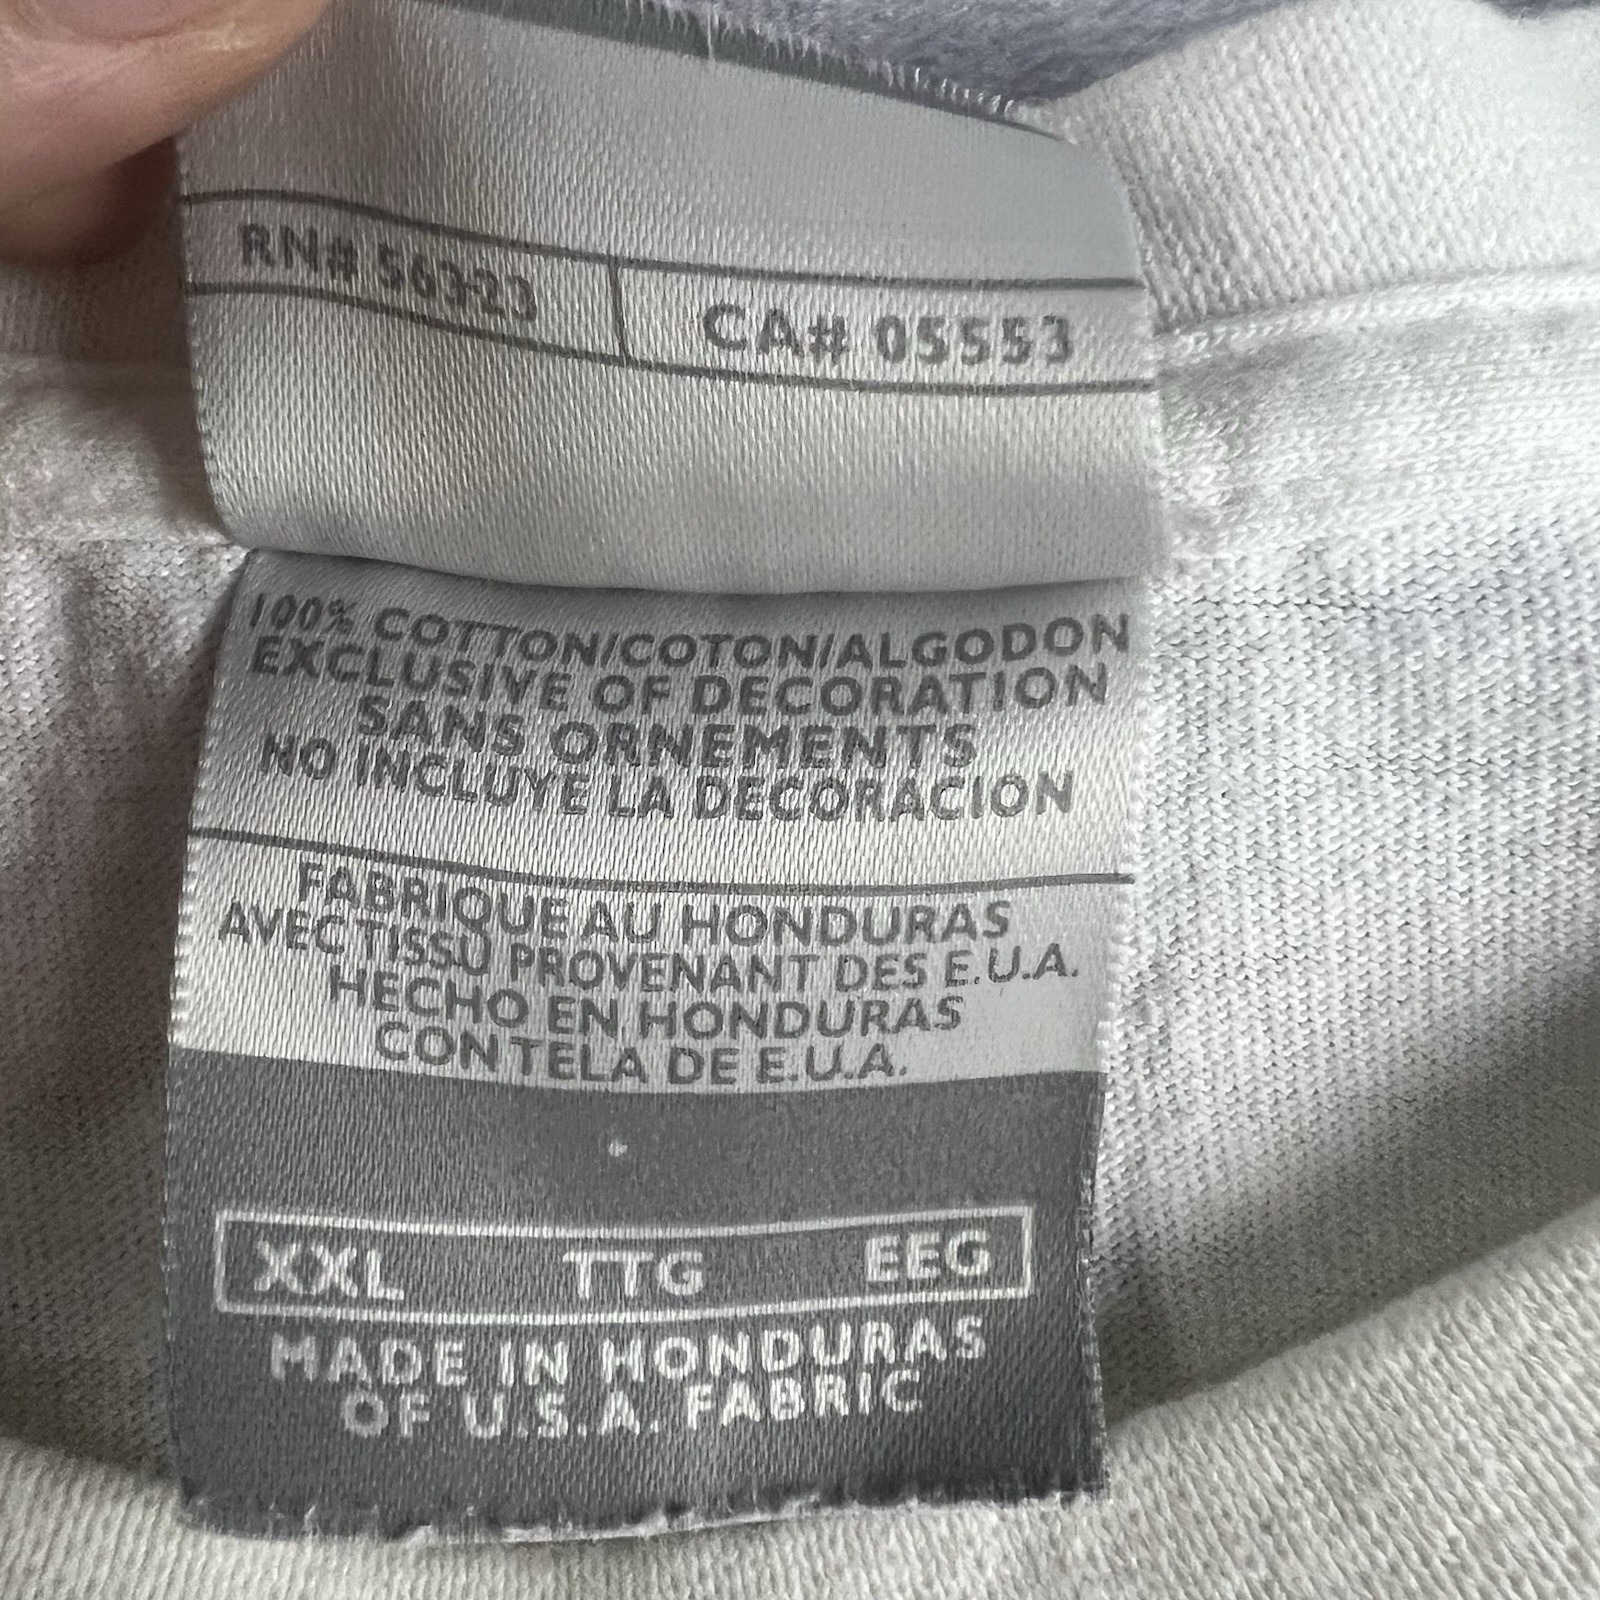 RN# 56323
CA# 05553
100% COTTON/COTON/ALGODON
EXCLUSIVE OF DECORATION
SANS ORNEMENTS
NO INCLUYE LA DECORACION
FABRIQUE AU HONDURAS
AVEC TISSU PROVENANT DES E.U.A.
HECHO EN HONDURAS
CON TELA DE E.U.A.
XXL TTG EEG
MADE IN HONDURAS
OF U.S.A. FABRIC